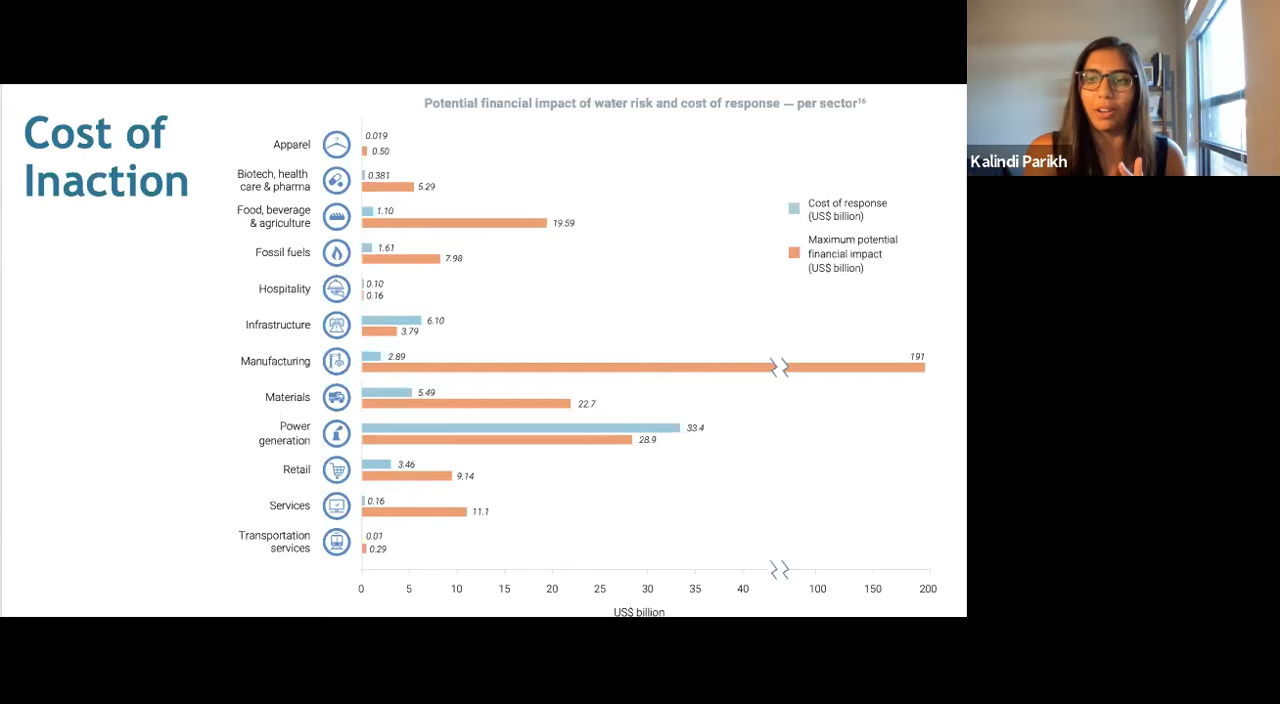 Cost of
Inaction
Potential financial impact of water risk and cost of response — per sector16
Apparel
0.019
0.50
Biotech, health
care & pharma
0.381
5.29
Food, beverage
& agriculture
1.10
19.59
Fossil fuels
1.61
7.98
Hospitality
0.10
0.16
Infrastructure
6.10
3.79
Manufacturing
2.89
191
Materials
5.49
22.7
Power
generation
33.4
28.9
Retail
3.46
9.14
Services
0.16
11.1
Transportation
services
0.01
0.29
Cost of response
(US$ billion)
Maximum potential
financial impact
(US$ billion)
0 5 10 15 20 25 30 35 40 100 150 200
US$ billion
Kalindi Parikh